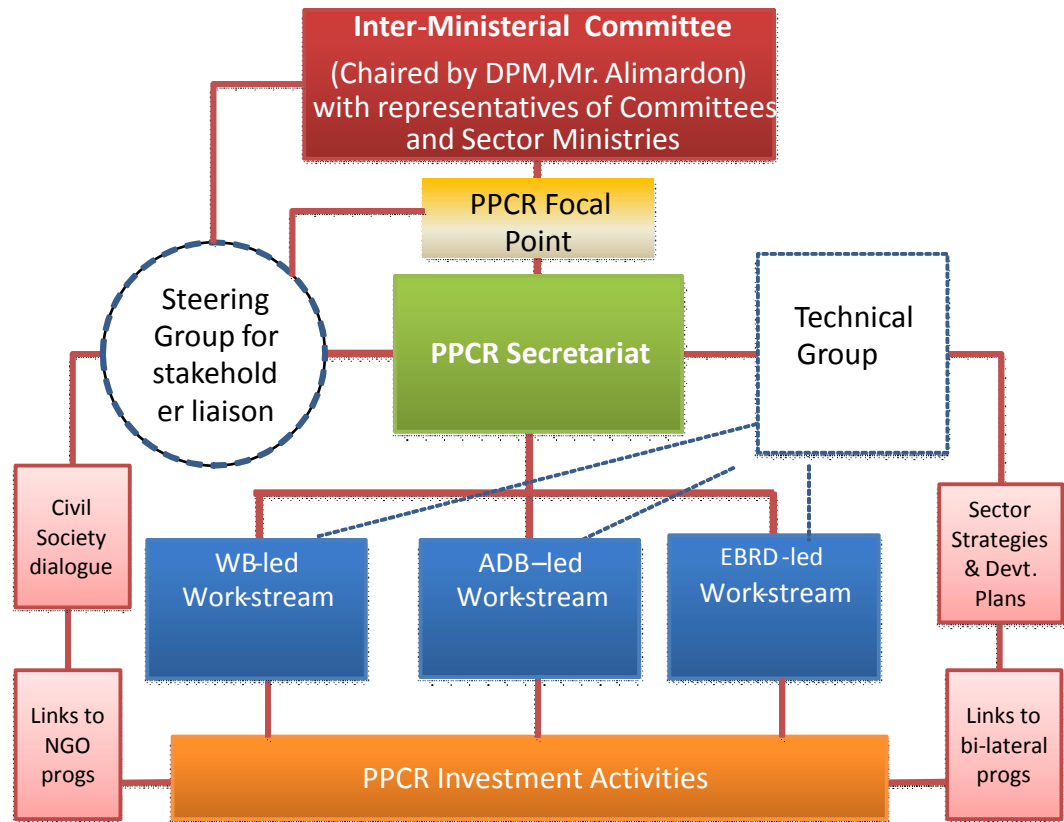 Inter-Ministerial Committee
(Chaired by DPM,Mr. Alimardon)
with representatives of Committees
and Sector Ministries
PPCR Focal
Point
Steering
Group for
stakehold
er liaison
PPCR Secretariat
Technical
Group
Civil
Society
dialogue
WB-led
Work-stream
ADB–led
Work-stream
EBRD-led
Work-stream
Sector
Strategies
& Devt.
Plans
Links to
NGO
progs
PPCR Investment Activities
Links to
bi-lateral
progs